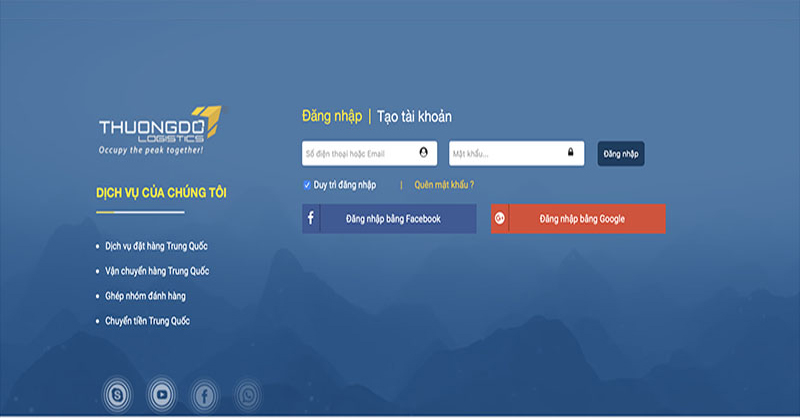 THUONGDO
LOGISTICS
Occupy the peak together!
DỊCH VỤ CỦA CHÚNG TÔI
Dịch vụ đặt hàng Trung Quốc
Vận chuyển hàng Trung Quốc
Ghép nhóm đánh hàng
Chuyển tiền Trung Quốc
Đăng nhập | Tạo tài khoản
Số điện thoại hoặc Email
Mật khẩu...
Đăng nhập
Duy trì đăng nhập | Quên mật khẩu ?
Đăng nhập bằng Facebook
Đăng nhập bằng Google